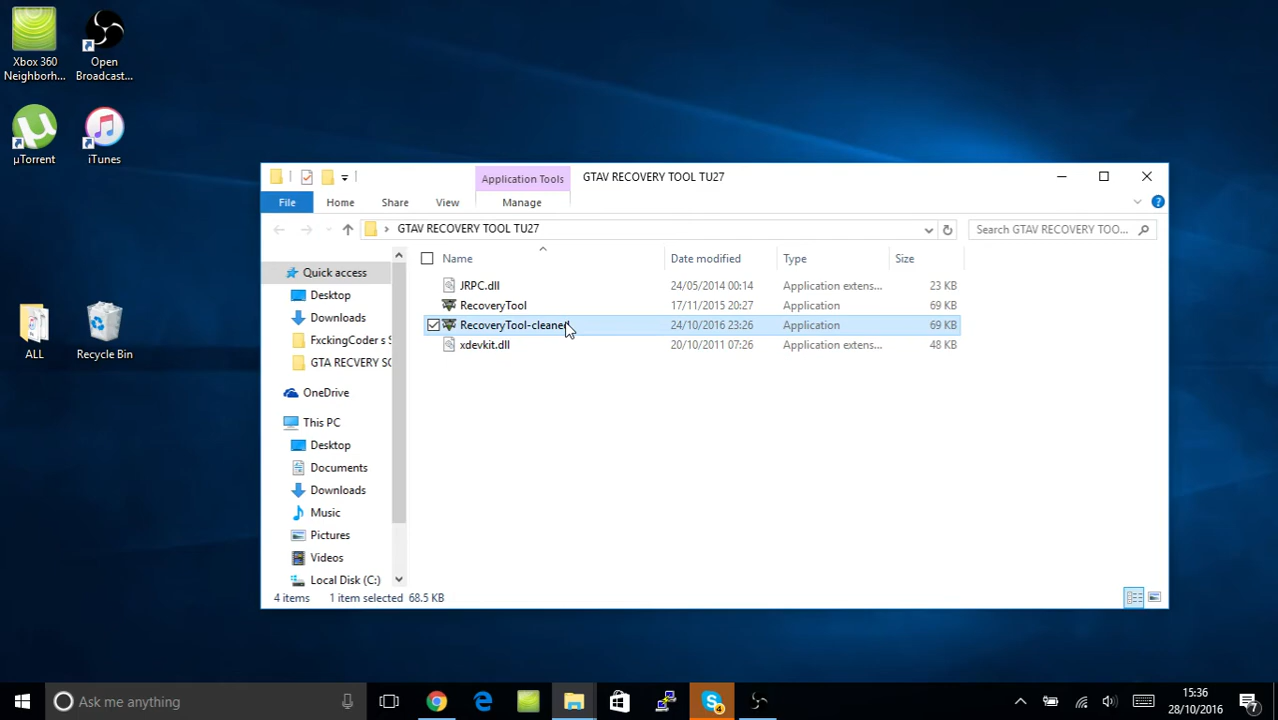 Xbox 360
Neighborh...
Open
Broadcast...
µTorrent
iTunes
ALL
Recycle Bin
Application Tools
GTAV RECOVERY TOOL TU27
File
Home
Share
View
Manage
GTAV RECOVERY TOOL TU27
Search GTAV RECOVERY TOO...
Name
Date modified
Type
Size
JRPC.dll
24/05/2014 00:14
Application extens...
23 KB
RecoveryTool
17/11/2015 20:27
Application
69 KB
RecoveryTool-cleaned
24/10/2016 23:26
Application
69 KB
xdevkit.dll
20/10/2011 07:26
Application extens...
48 KB
Quick access
Desktop
Downloads
FxckingCoder s S
GTA RECVERY SC
OneDrive
This PC
Desktop
Documents
Downloads
Music
Pictures
Videos
Local Disk (C:)
4 items
1 item selected 68.5 KB
Ask me anything
4
15:36
28/10/2016
7